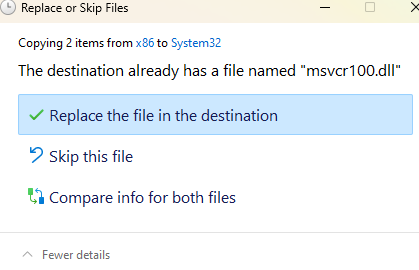 Replace or Skip Files
Copying 2 items from x86 to System32
The destination already has a file named "msvcr100.dll"
Replace the file in the destination
Skip this file
Compare info for both files
Fewer details